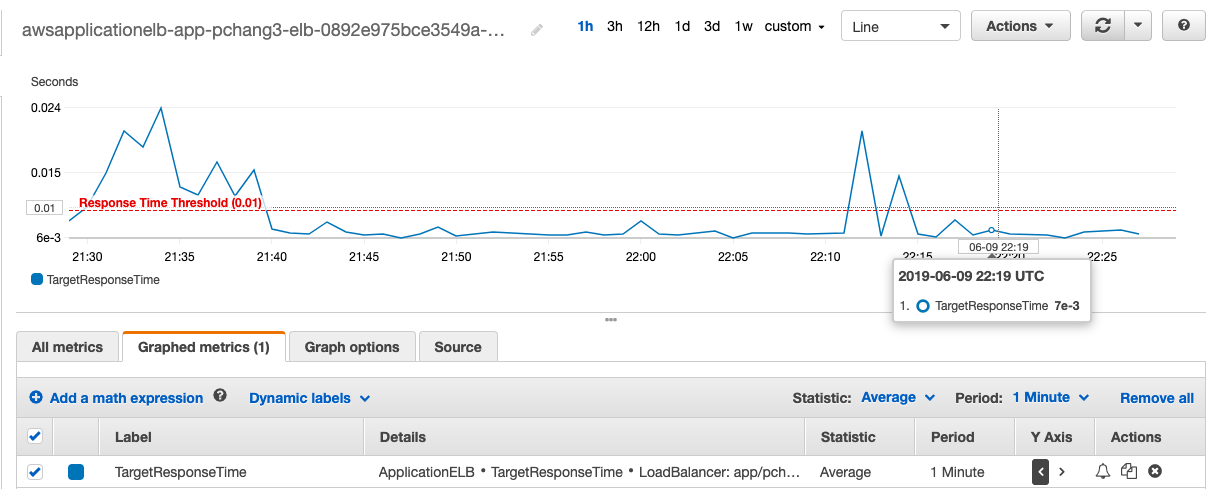 awsapplicationelb-app-pchang3-elb-0892e975bce3549a-...
1h 3h 12h 1d 3d 1w custom
Line
Actions
Seconds
0.024
0.015
0.01
Response Time Threshold (0.01)
6e-3
21:30 21:35 21:40 21:45 21:50 21:55 22:00 22:05 22:10 22:15 22:20 22:25
06-09 22:19
TargetResponseTime
2019-06-09 22:19 UTC
1. TargetResponseTime 7e-3
All metrics Graphed metrics (1) Graph options Source
Add a math expression ? Dynamic labels Statistic: Average Period: 1 Minute Remove all
Label Details Statistic Period Y Axis Actions
TargetResponseTime ApplicationELB • TargetResponseTime • LoadBalancer: app/pch... Average 1 Minute < >